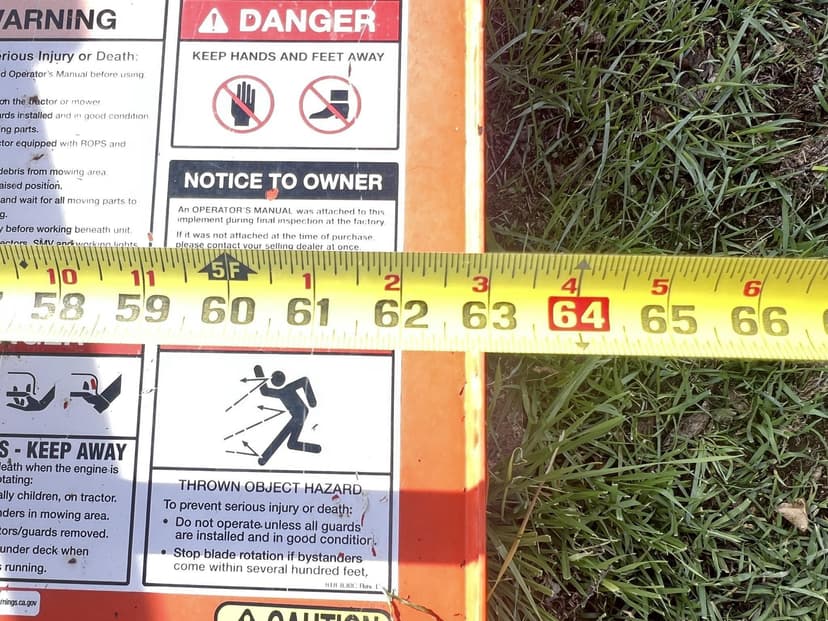 WARNING
erious Injury or Death:
d Operator's Manual before using
on the tractor or mower
rds installed and in good condition
ng parts.
ctor equipped with ROPS and
debris from mowing area.
aised position.
and wait for all moving parts to
g.
y before working beneath unit.
ectors, SMV and working lights
DANGER
KEEP HANDS AND FEET AWAY
NOTICE TO OWNER
An OPERATOR'S MANUAL was attached to this
implement during final inspection at the factory.
If it was not attached at the time of purchase,
please contact your selling dealer at once.
10 11 5F 1 2 3 4 5 6
58 59 60 61 62 63 64 65 66
S - KEEP AWAY
eath when the engine is
otating:
ally children, on tractor.
nders in mowing area.
tors/guards removed.
under deck when
s running.
rnings.ca.gov
THROWN OBJECT HAZARD
To prevent serious injury or death:
• Do not operate unless all guards
are installed and in good condition.
• Stop blade rotation if bystanders
come within several hundred feet.
CAUTION